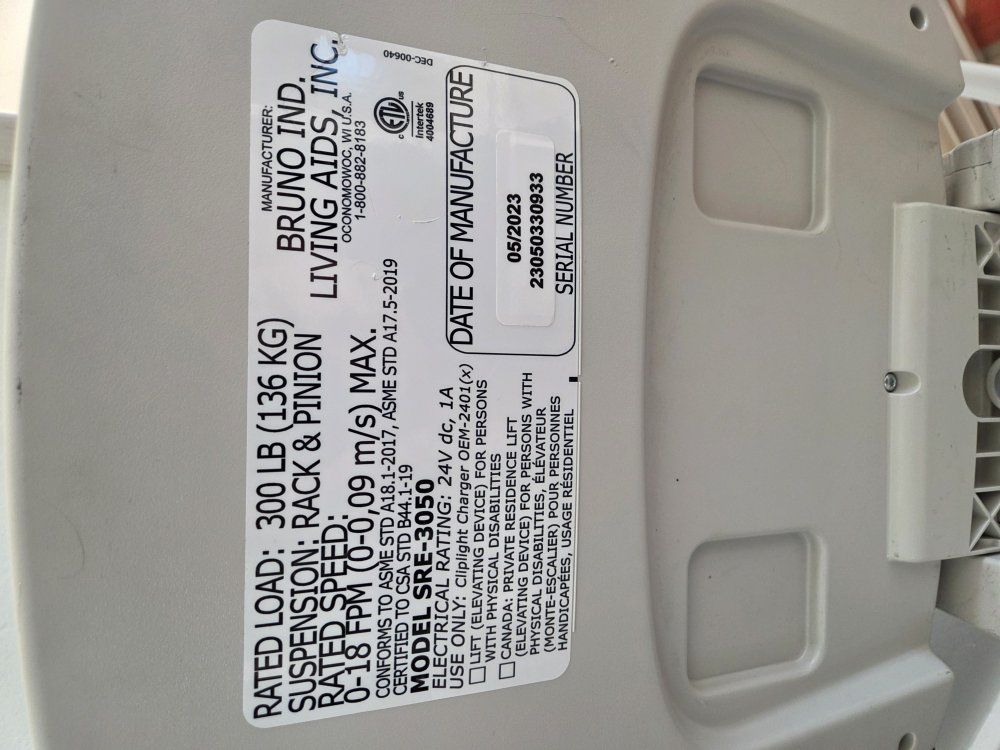 RATED LOAD: 300 LB (136 KG)
SUSPENSION: RACK & PINION
RATED SPEED:
0-18 FPM (0-0,09 m/s) MAX.
CONFORMS TO ASME STD A18.1-2017, ASME STD A17.5-2019
CERTIFIED TO CSA STD B44.1-19
MODEL SRE-3050
ELECTRICAL RATING: 24V dc, 1A
USE ONLY: Cliplight Charger OEM-2401(x)
LIFT (ELEVATING DEVICE) FOR PERSONS
WITH PHYSICAL DISABILITIES
CANADA: PRIVATE RESIDENCE LIFT
(ELEVATING DEVICE) FOR PERSONS WITH
PHYSICAL DISABILITIES, ÉLÉVATEUR
(MONTE-ESCALIER) POUR PERSONNES
HANDICAPÉES, USAGE RÉSIDENTIEL
MANUFACTURER:
BRUNO IND.
LIVING AIDS, INC.
OCONOMOWOC, WI U.S.A.
1-800-882-8183
C ETL US
Intertek
4004689
DEC-00640
DATE OF MANUFACTURE
05/2023
23050330933
SERIAL NUMBER